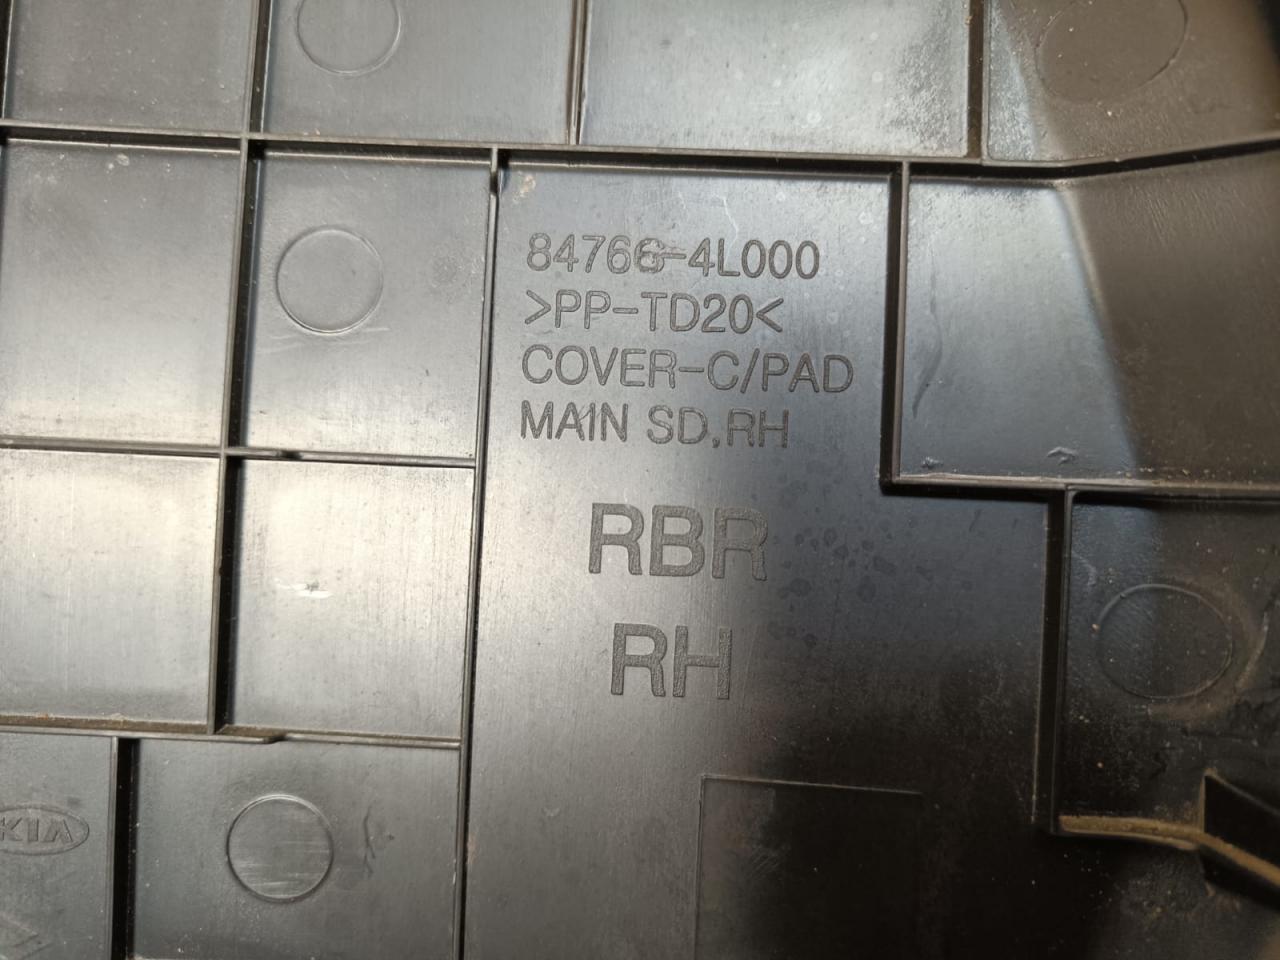 84766-4L000
>PP-TD20<
COVER-C/PAD
MAIN SD,RH
RBR
RH
KIA